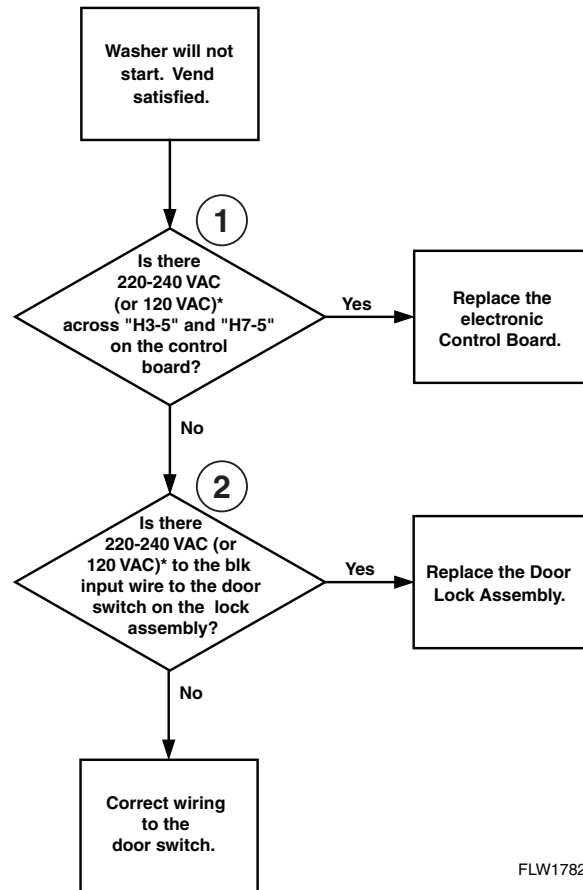 Washer will not
start. Vend
satisfied.
1
Is there
220-240 VAC
(or 120 VAC)*
across "H3-5" and "H7-5"
on the control
board?
Yes
Replace the
electronic
Control Board.
No
2
Is there
220-240 VAC (or
120 VAC)* to the blk
input wire to the door
switch on the lock
assembly?
Yes
Replace the Door
Lock Assembly.
No
Correct wiring
to the
door switch.
FLW1782